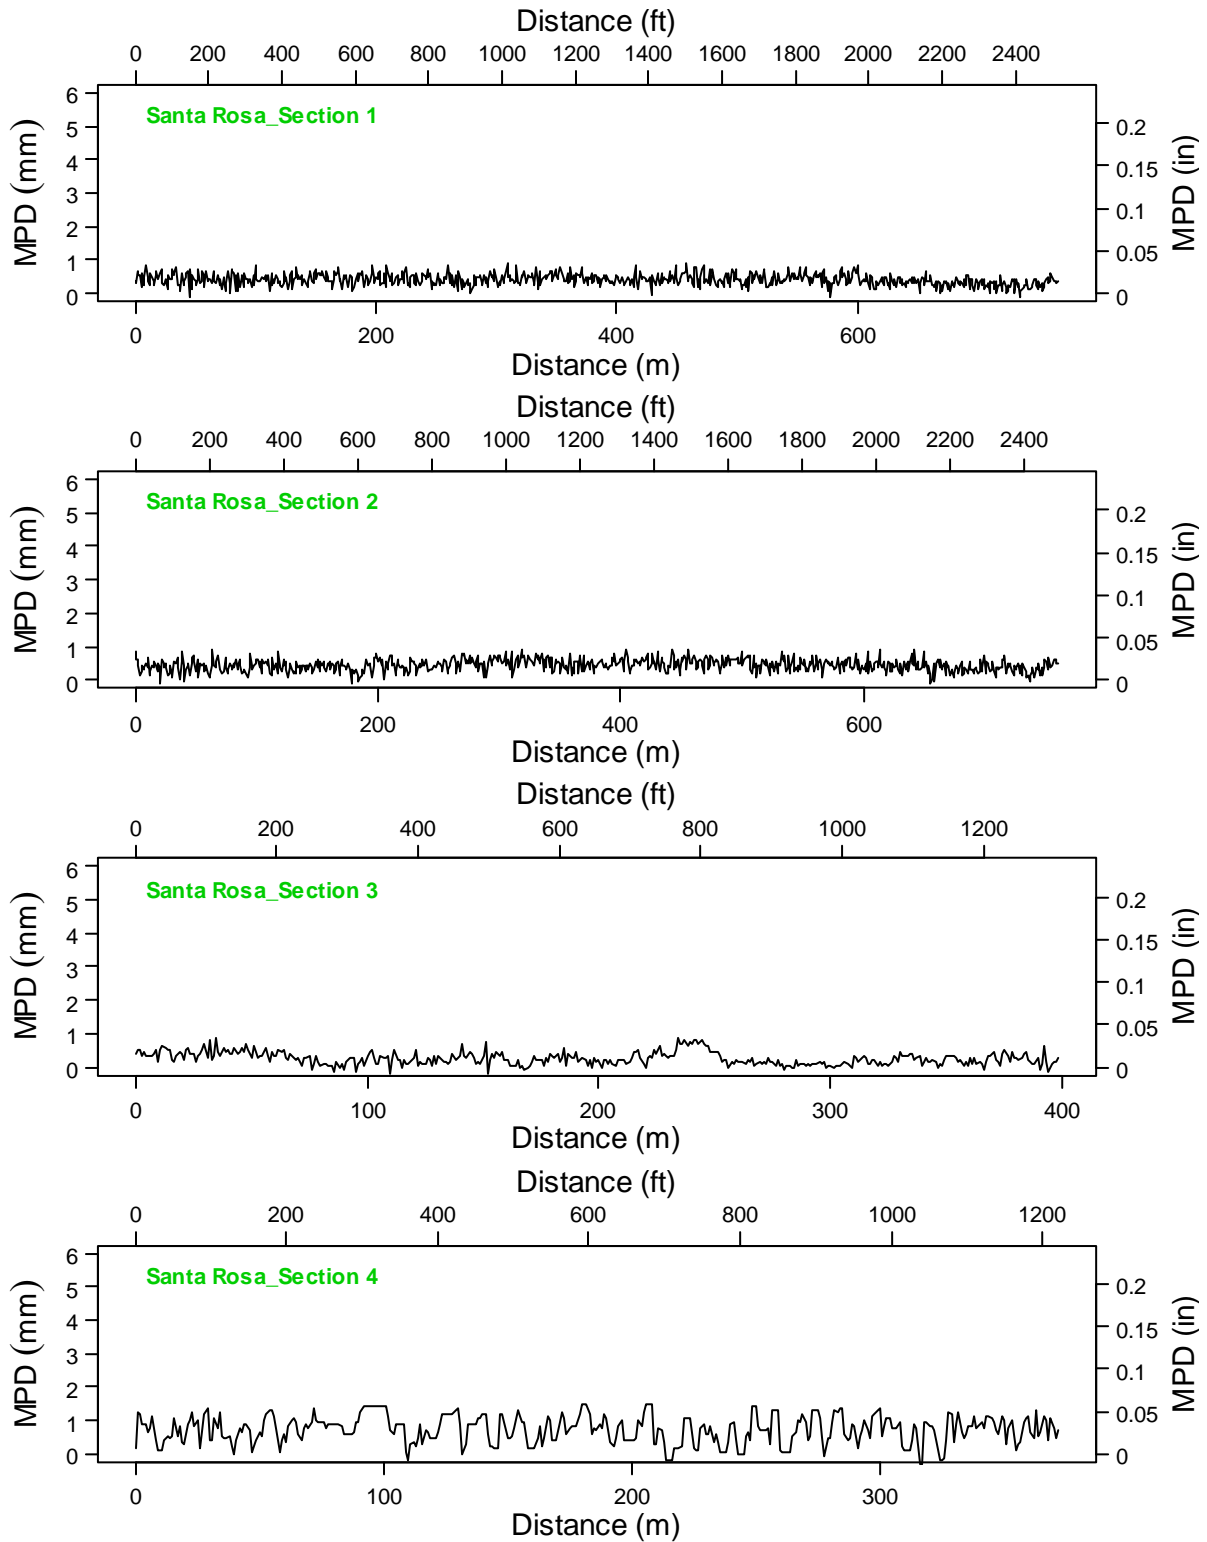 Distance (ft)
0 200 400 600 800 1000 1200 1400 1600 1800 2000 2200 2400
Santa Rosa_Section 1
MPD (mm)
6
5
4
3
2
1
0
0.2
0.15
0.1
0.05
0
MPD (in)
0 200 400 600
Distance (m)
Distance (ft)
0 200 400 600 800 1000 1200 1400 1600 1800 2000 2200 2400
Santa Rosa_Section 2
MPD (mm)
6
5
4
3
2
1
0
0.2
0.15
0.1
0.05
0
MPD (in)
0 200 400 600
Distance (m)
Distance (ft)
0 200 400 600 800 1000 1200
Santa Rosa_Section 3
MPD (mm)
6
5
4
3
2
1
0
0.2
0.15
0.1
0.05
0
MPD (in)
0 100 200 300 400
Distance (m)
Distance (ft)
0 200 400 600 800 1000 1200
Santa Rosa_Section 4
MPD (mm)
6
5
4
3
2
1
0
0.2
0.15
0.1
0.05
0
MPD (in)
0 100 200 300
Distance (m)